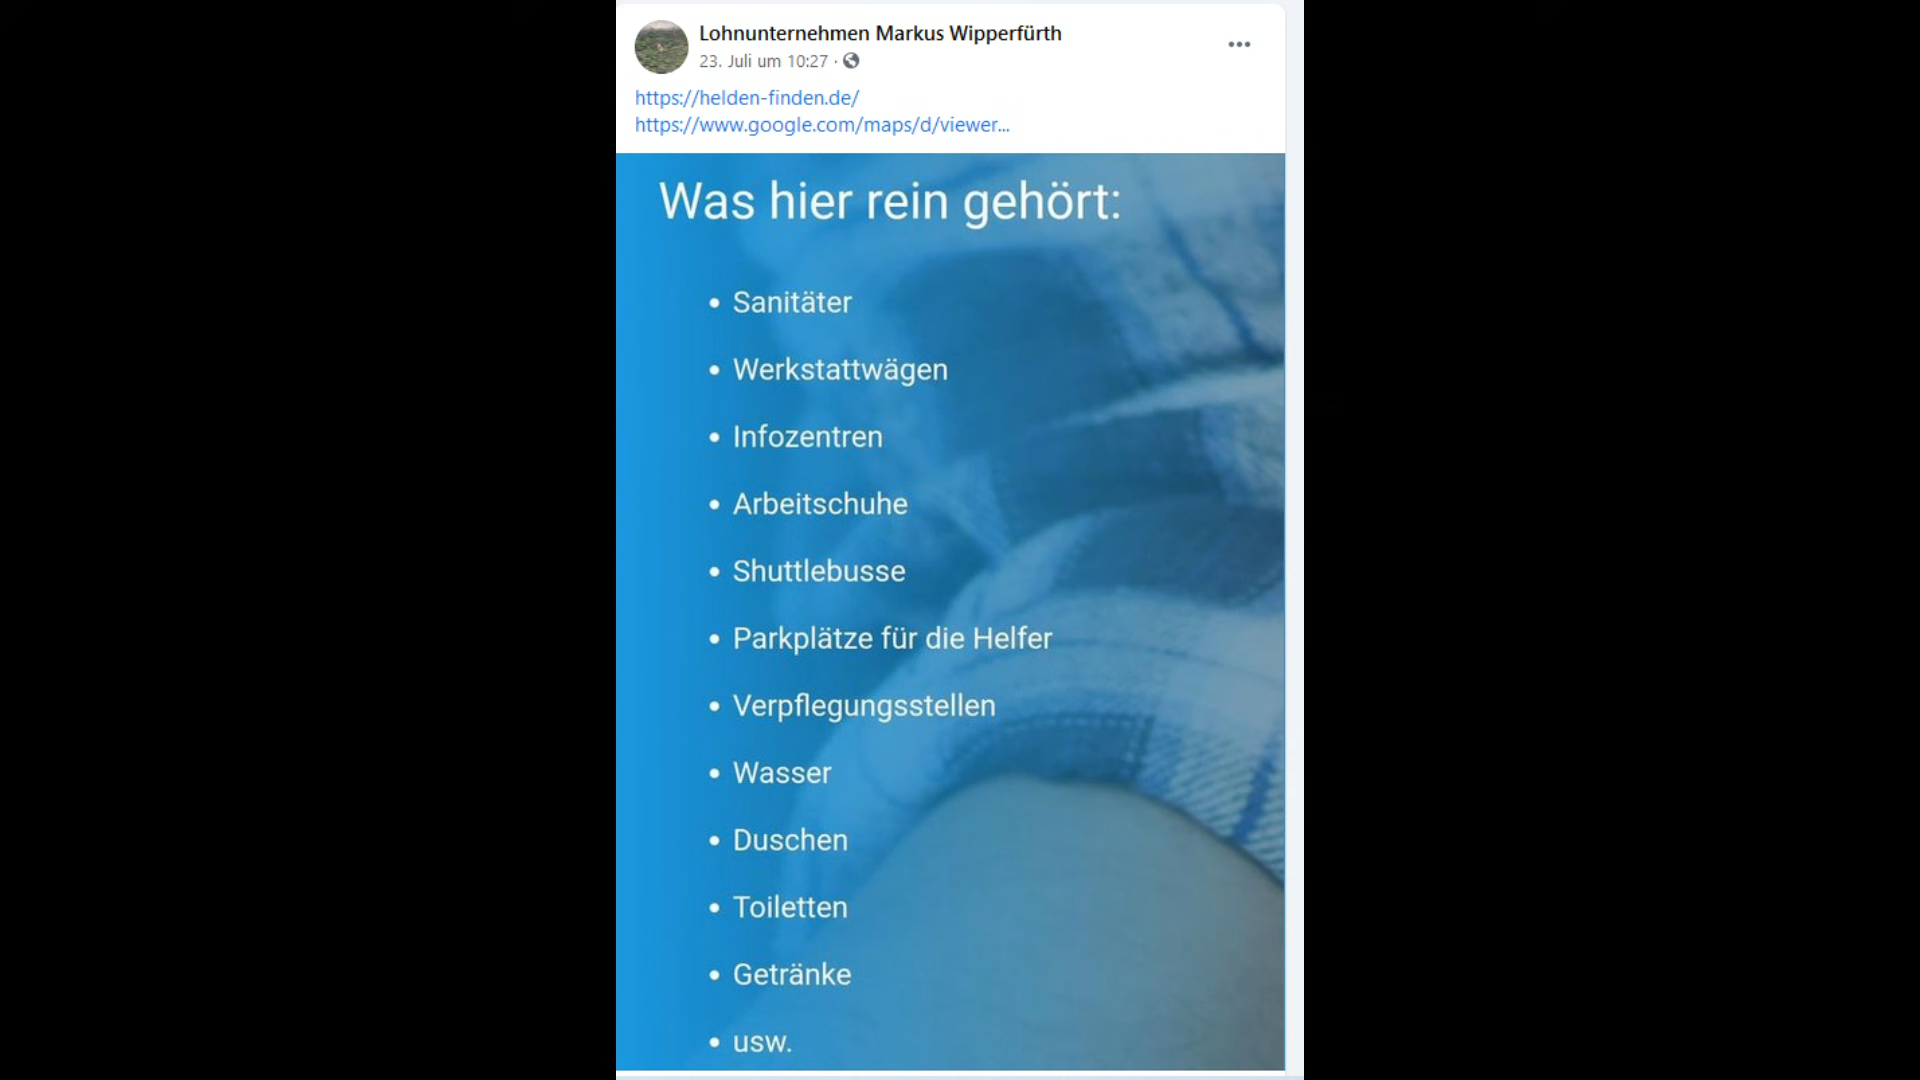 Lohnunternehmen Markus Wipperfürth
23. Juli um 10:27 ·
https://helden-finden.de/
https://www.google.com/maps/d/viewer...
Was hier rein gehört:
• Sanitäter
• Werkstattwägen
• Infozentren
• Arbeitschuhe
• Shuttlebusse
• Parkplätze für die Helfer
• Verpflegungsstellen
• Wasser
• Duschen
• Toiletten
• Getränke
• usw.